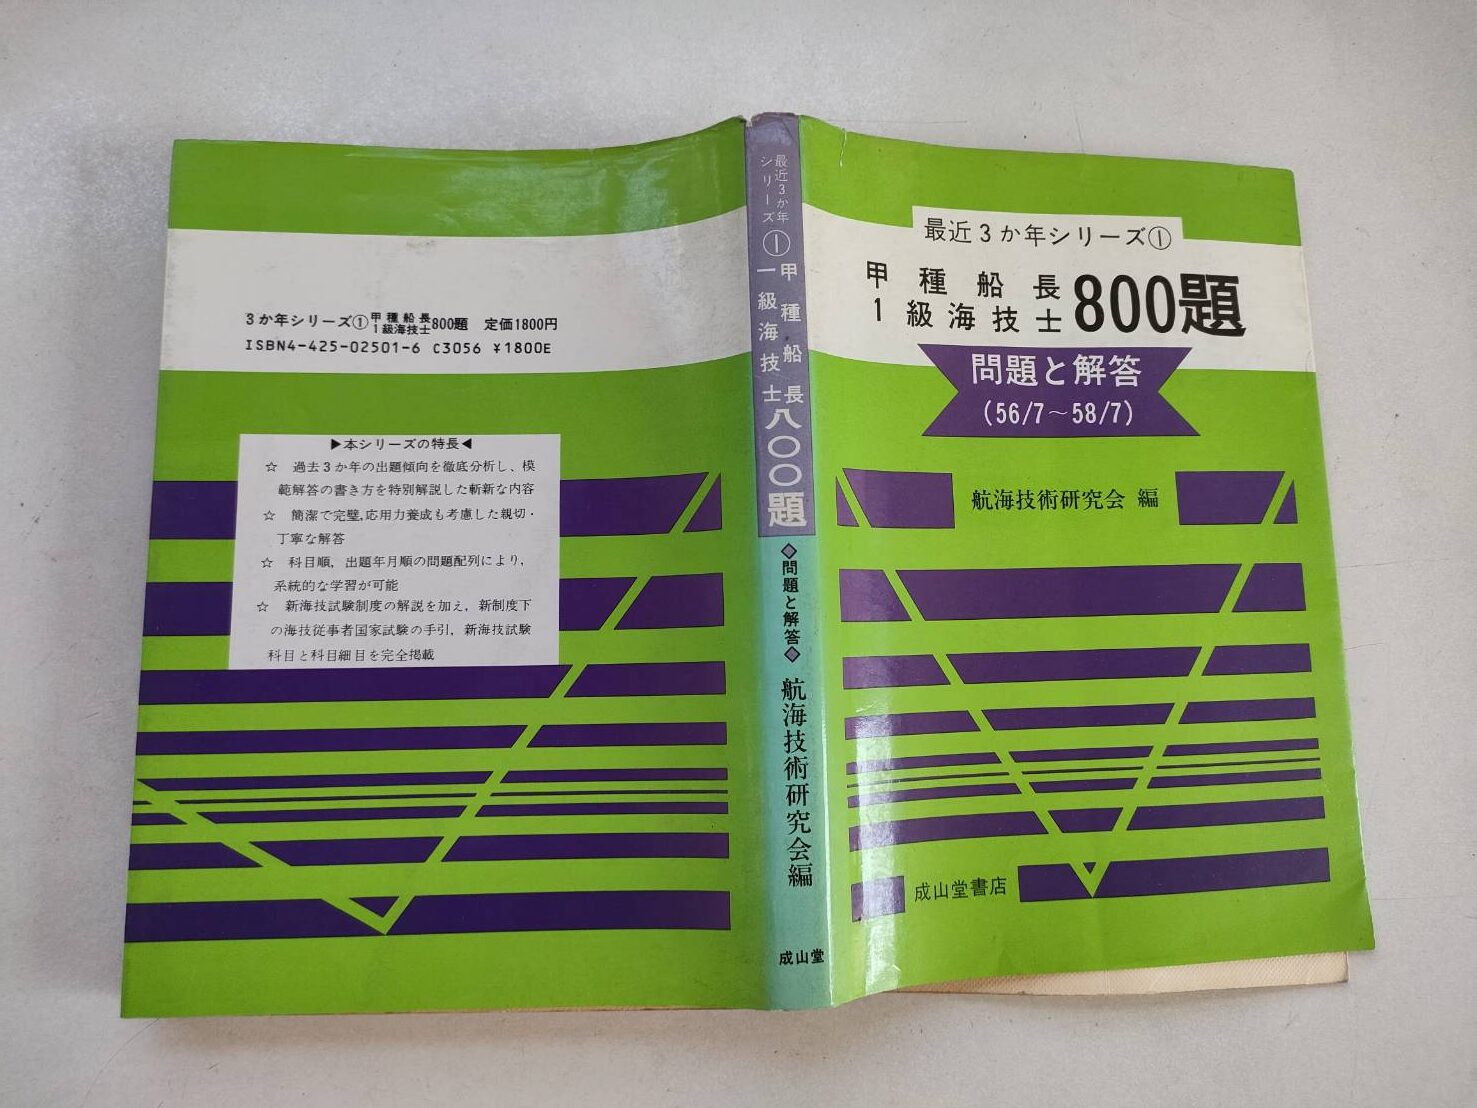 3か年シリーズ①甲種船長1級海技士800題 定価1800円
ISBN4-425-02501-6 C3056 ¥1800E
▶本シリーズの特長◀
☆ 過去3か年の出題傾向を徹底分析し、模
範解答の書き方を特別解説した斬新な内容
☆ 簡潔で完璧,応用力養成も考慮した親切・
丁寧な解答
☆ 科目順，出題年月順の問題配列により，
系統的な学習が可能
☆ 新海技試験制度の解説を加え，新制度下
の海技従事者国家試験の手引，新海技試験
科目と科目細目を完全掲載
最近3か年
シリーズ
①
甲種船長
一級海技士
八〇〇題
◆問題と解答◆
航海技術研究会編
成山堂
最近3か年シリーズ①
甲種船長
1級海技士
800題
問題と解答
(56/7～58/7)
航海技術研究会 編
成山堂書店